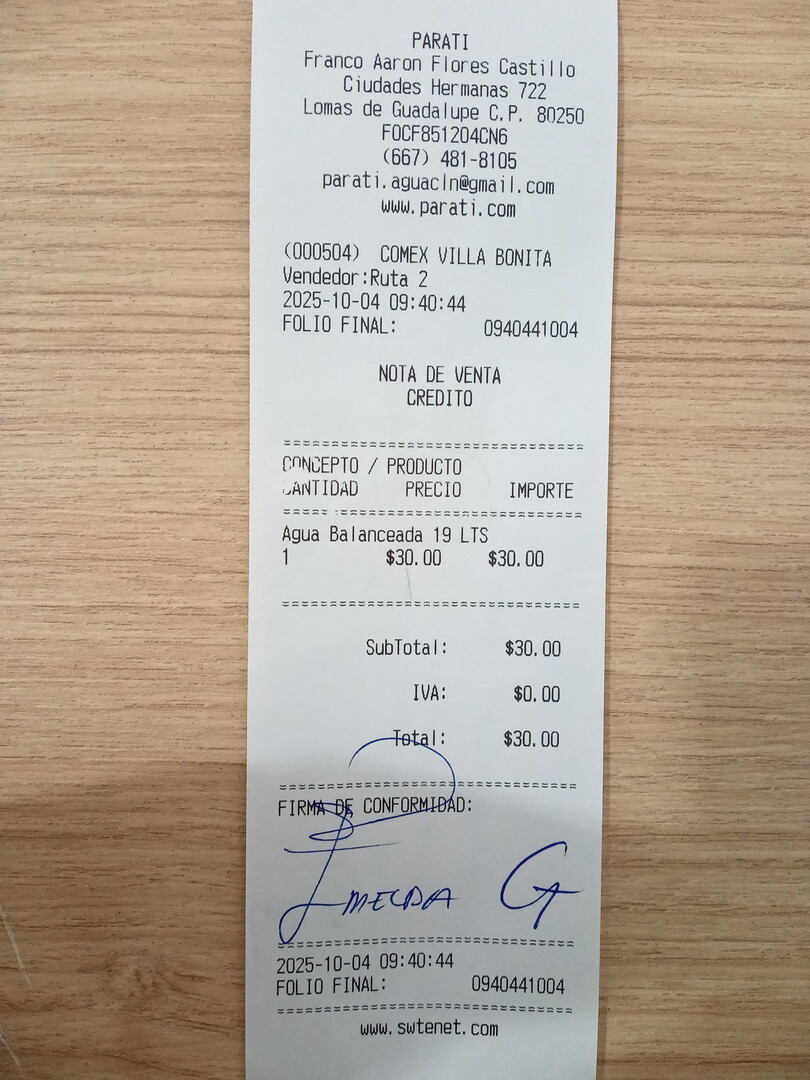 PARATI
Franco Aaron Flores Castillo
Ciudades Hermanas 722
Lomas de Guadalupe C.P. 80250
FOCF851204CN6
(667) 481-8105
parati.aguacln@gmail.com
www.parati.com
(000504) COMEX VILLA BONITA
Vendedor:Ruta 2
2025-10-04 09:40:44
FOLIO FINAL: 0940441004
NOTA DE VENTA
CREDITO
CONCEPTO / PRODUCTO
CANTIDAD PRECIO IMPORTE
Agua Balanceada 19 LTS
1 $30.00 $30.00
SubTotal: $30.00
IVA: $0.00
Total: $30.00
FIRMA DE CONFORMIDAD:
Imelda G
2025-10-04 09:40:44
FOLIO FINAL: 0940441004
www.swtenet.com